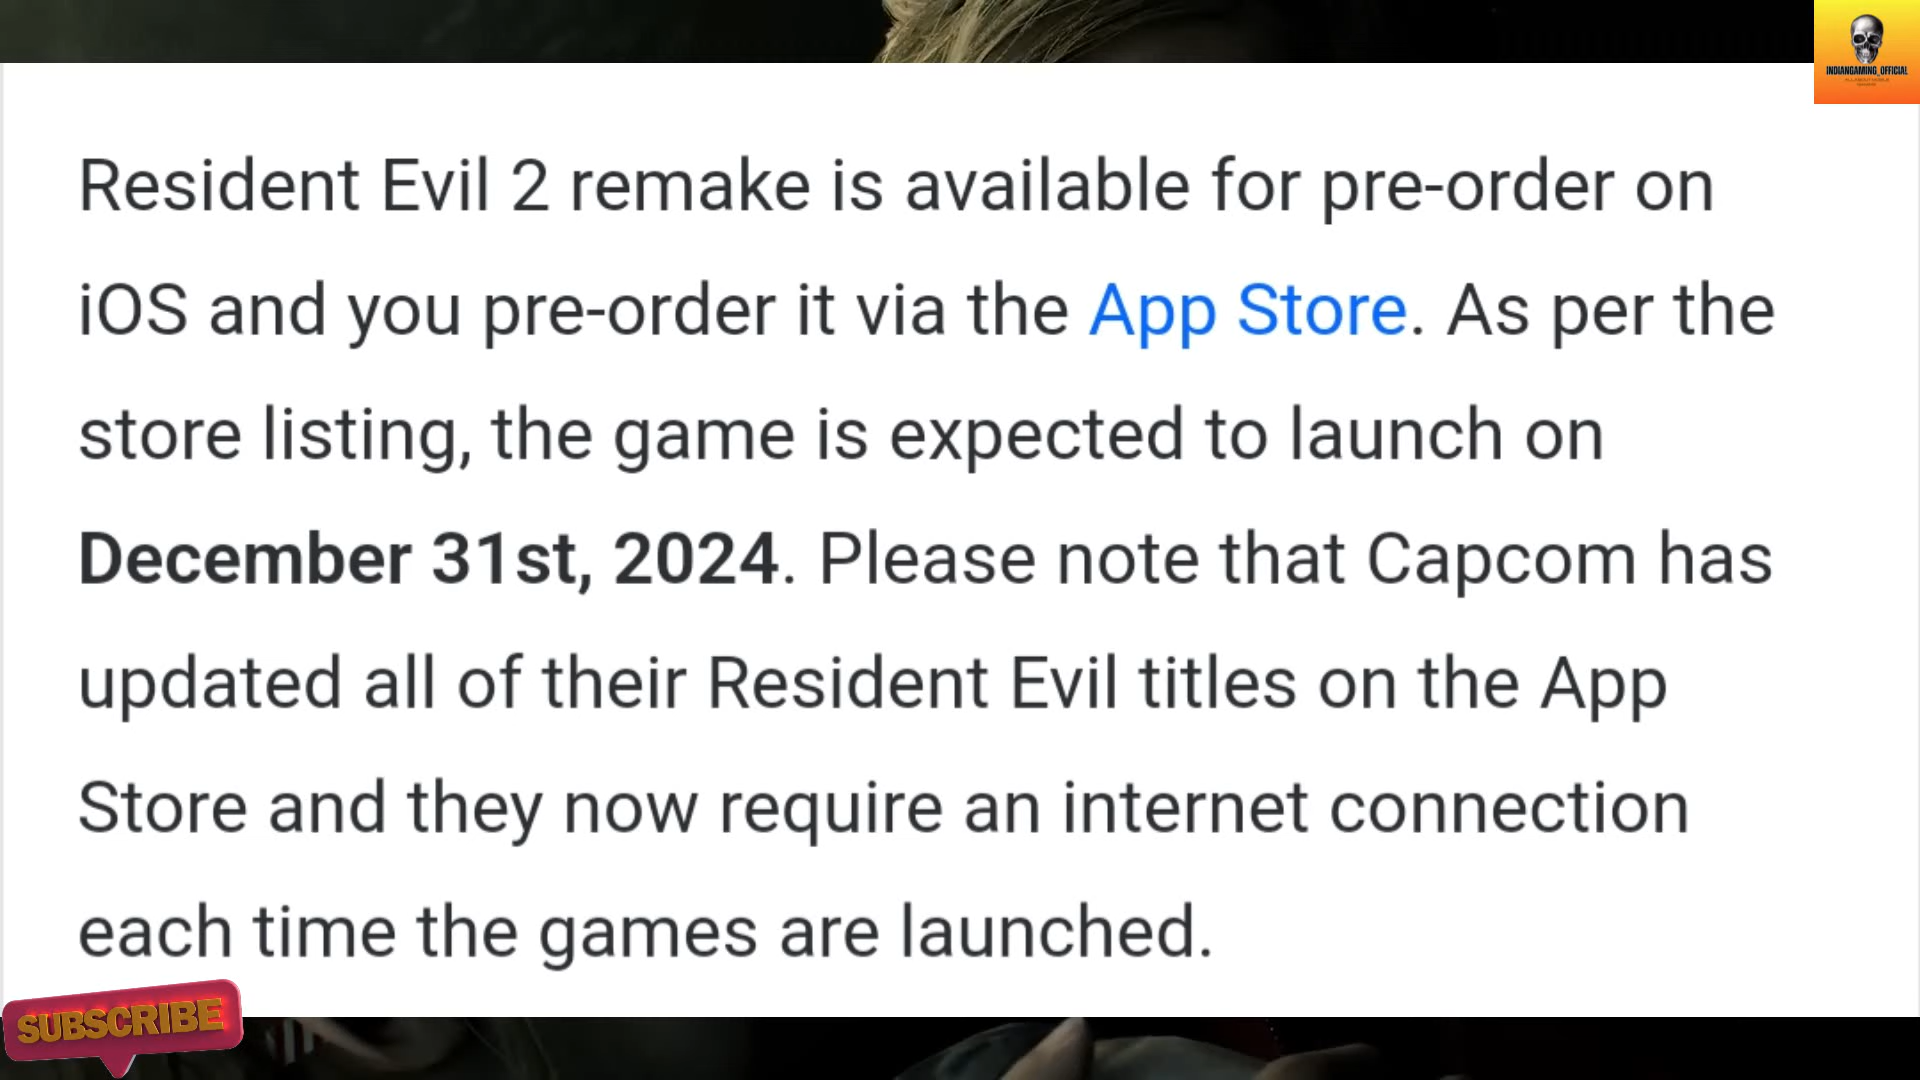 INDIANGAMING_OFFICIAL
Resident Evil 2 remake is available for pre-order on
iOS and you pre-order it via the App Store. As per the
store listing, the game is expected to launch on
December 31st, 2024. Please note that Capcom has
updated all of their Resident Evil titles on the App
Store and they now require an internet connection
each time the games are launched.
SUBSCRIBE